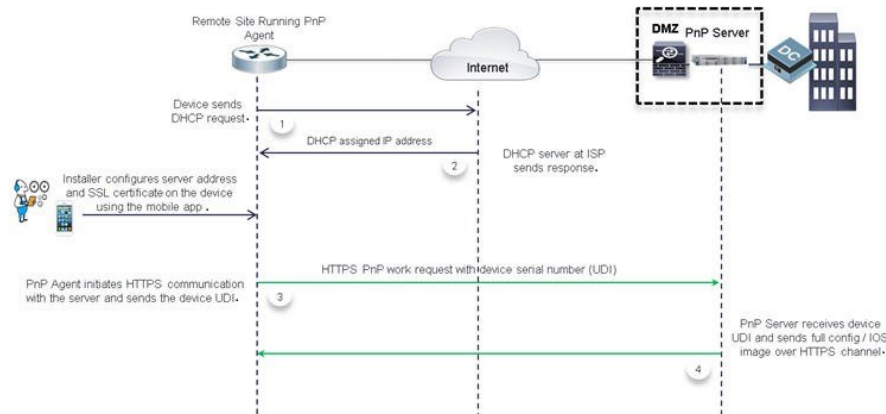 Remote Site Running PnP
Agent
DMZ
PnP Server
Internet
DC
Device sends
DHCP request.
1
DHCP assigned IP address
2
DHCP server at ISP
sends response.
Installer configures server address
and SSL certificate on the device
using the mobile app .
HTTPS PnP work request with device serial number (UDI)
PnP Agent initiates HTTPS communication
with the server and sends the device UDI.
3
PnP Server receives device
UDI and sends full config / IOS
image over HTTPS channel.
4